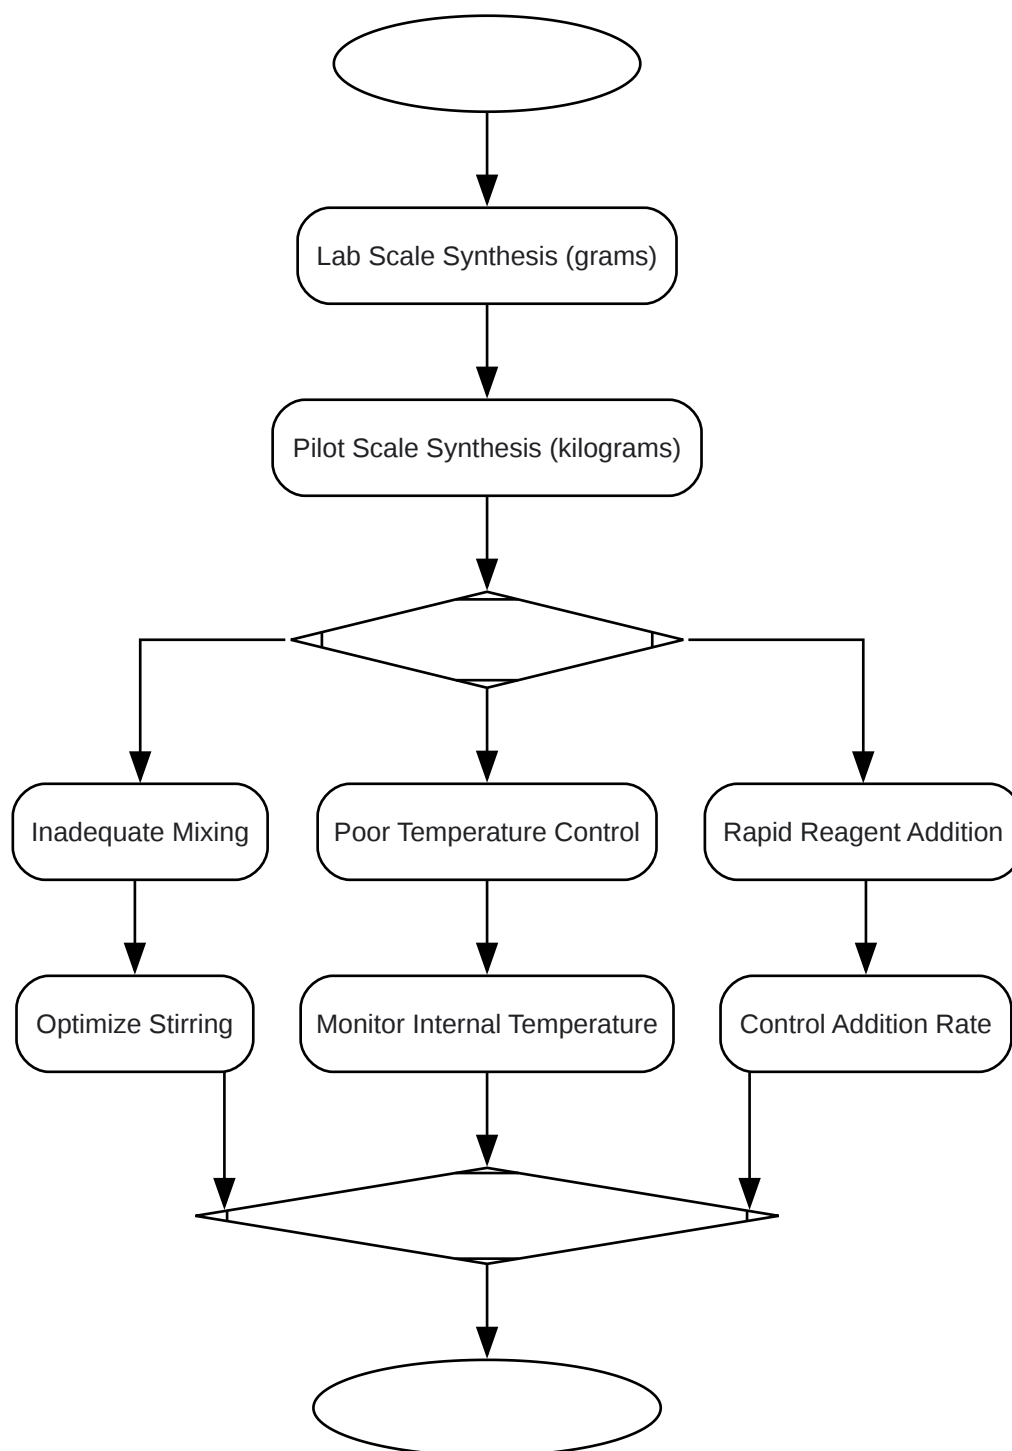 Lab Scale Synthesis (grams)
Pilot Scale Synthesis (kilograms)
Inadequate Mixing
Poor Temperature Control
Rapid Reagent Addition
Optimize Stirring
Monitor Internal Temperature
Control Addition Rate